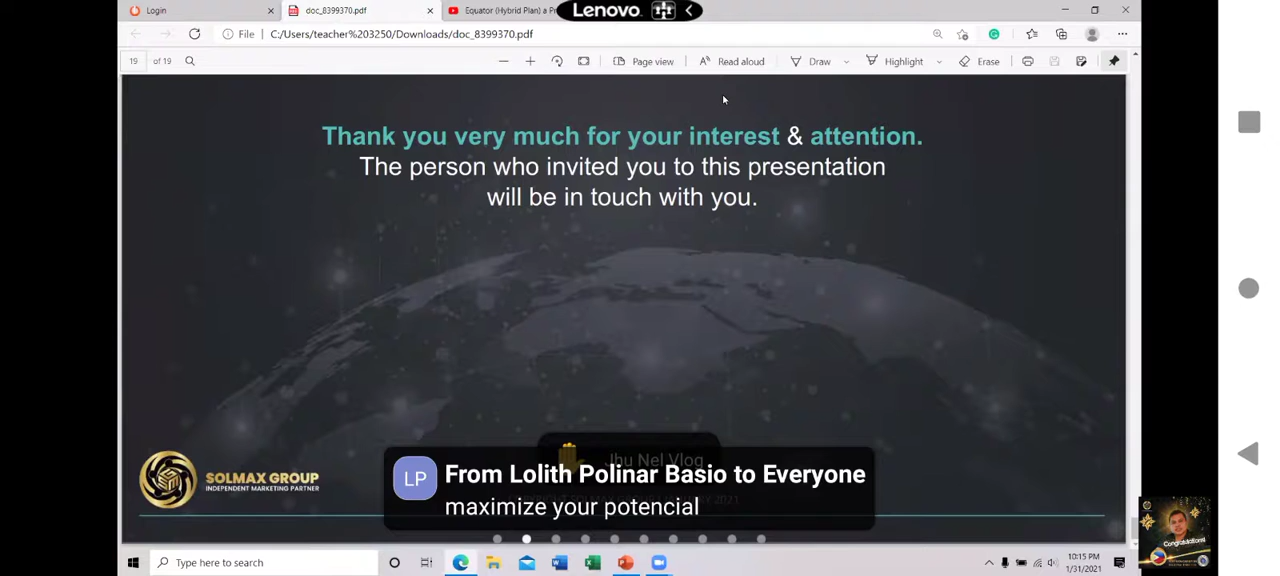 Login
doc_8399370.pdf
Equator (Hybrid Plan) a Pr
Lenovo
File
C:/Users/teacher%203250/Downloads/doc_8399370.pdf
19 of 19
Page view
Read aloud
Draw
Highlight
Erase
Thank you very much for your interest & attention.
The person who invited you to this presentation
will be in touch with you.
SOLMAX GROUP
INDEPENDENT MARKETING PARTNER
Jhu Nel Vlog
LP
From Lolith Polinar Basio to Everyone
maximize your potencial
Congratulations!
Type here to search
10:15 PM
1/31/2021